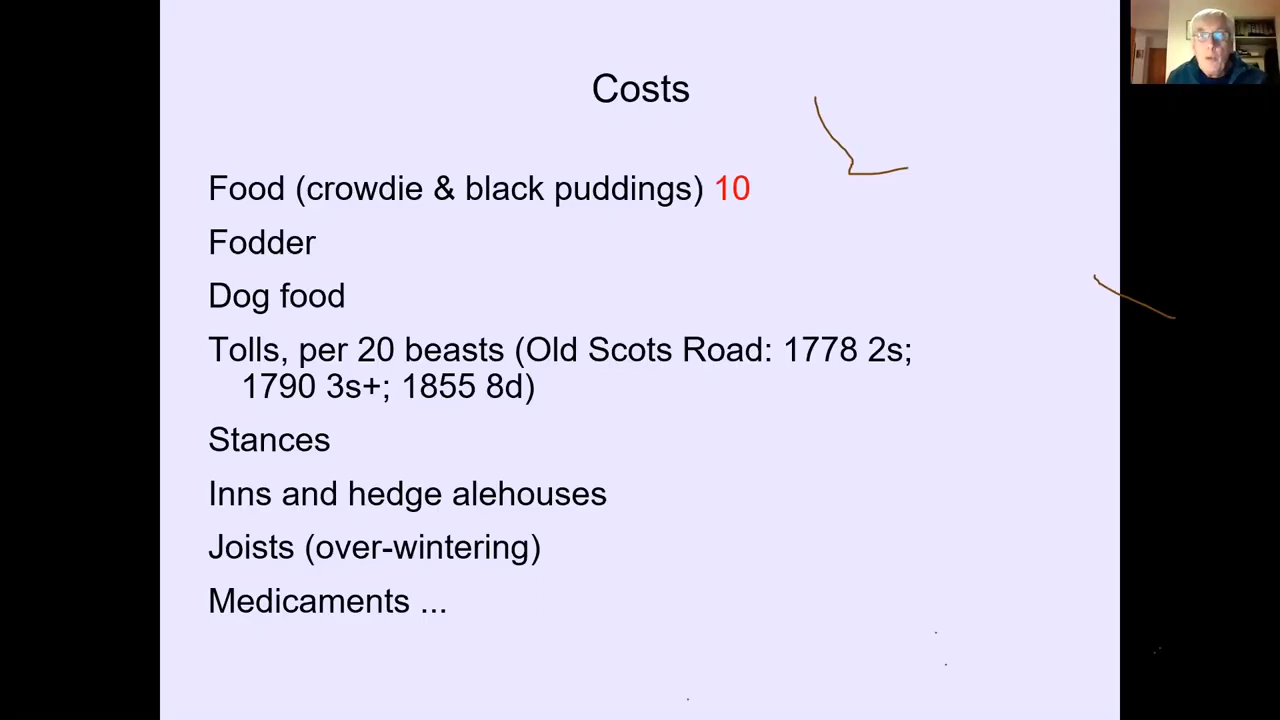 Costs
Food (crowdie & black puddings) 10
Fodder
Dog food
Tolls, per 20 beasts (Old Scots Road: 1778 2s;
1790 3s+; 1855 8d)
Stances
Inns and hedge alehouses
Joists (over-wintering)
Medicaments ...